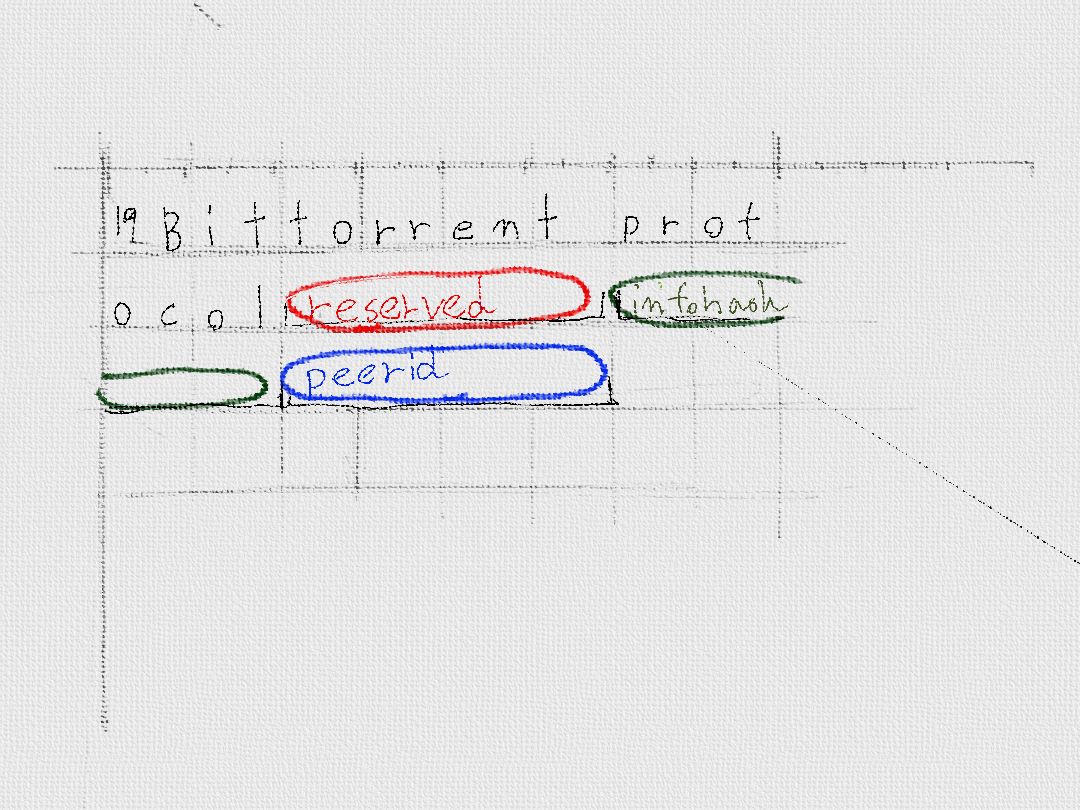 19 B i t t o r r e n t p r o t
o c o l reserved infohash
peerid